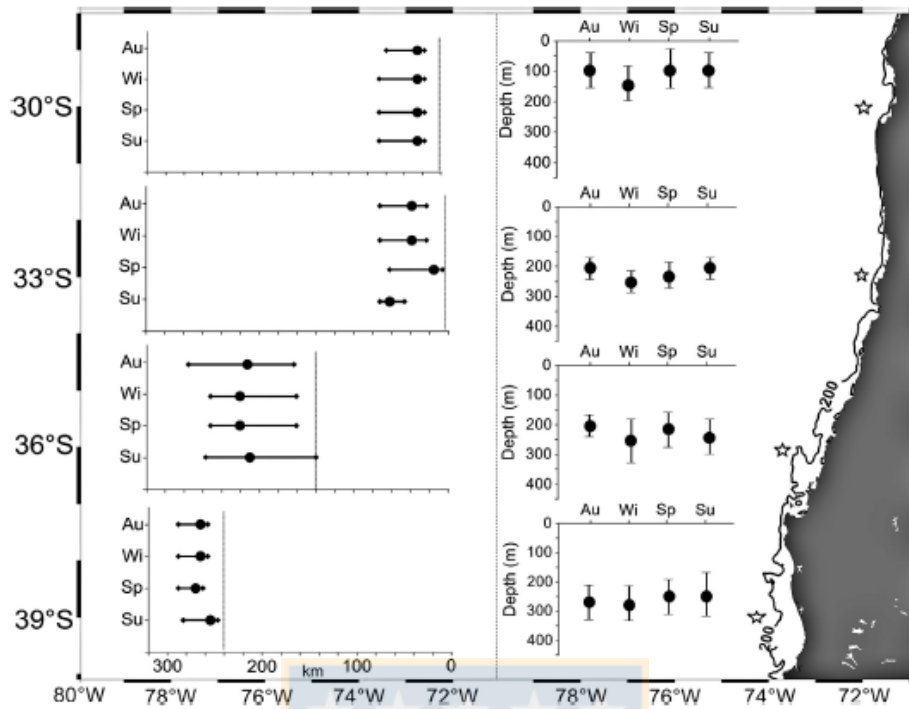 Au Wi Sp Su
Au
Wi
Sp
Su
0
100
200
300
400
Depth (m)
30°S
Au Wi Sp Su
Au
Wi
Sp
Su
0
100
200
300
400
Depth (m)
33°S
Au Wi Sp Su
Au
Wi
Sp
Su
0
100
200
300
400
Depth (m)
200
36°S
Au Wi Sp Su
Au
Wi
Sp
Su
0
100
200
300
400
Depth (m)
200
39°S
300 200 100 0
km
80°W 78°W 76°W 74°W 72°W 78°W 76°W 74°W 72°W